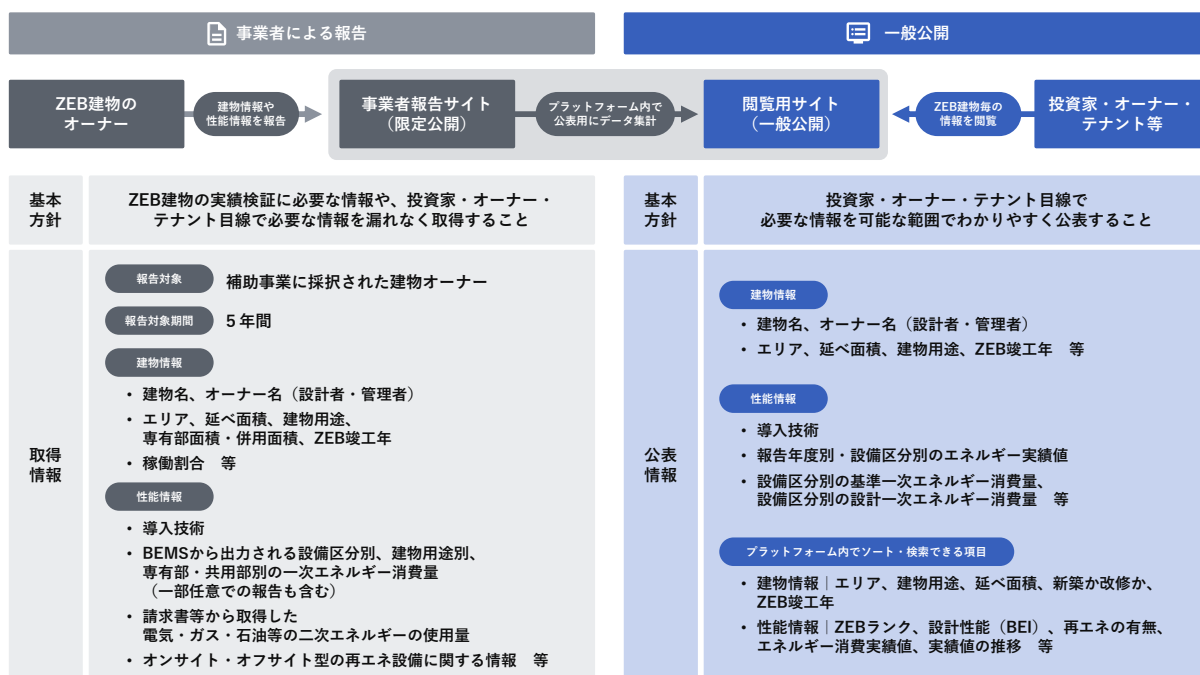 事業者による報告
一般公開
ZEB建物の
オーナー
建物情報や
性能情報を報告
事業者報告サイト
（限定公開）
プラットフォーム内で
公表用にデータ集計
閲覧用サイト
（一般公開）
ZEB建物毎の
情報を閲覧
投資家・オーナー・
テナント等
基本
方針
ZEB建物の実績検証に必要な情報や、投資家・オーナー・
テナント目線で必要な情報を漏れなく取得すること
取得
情報
報告対象
補助事業に採択された建物オーナー
報告対象期間
5年間
建物情報
• 建物名、オーナー名（設計者・管理者）
• エリア、延べ面積、建物用途、
専有部面積・併用面積、ZEB竣工年
• 稼働割合　等
性能情報
• 導入技術
• BEMSから出力される設備区分別、建物用途別、
専有部・共用部別の一次エネルギー消費量
（一部任意での報告も含む）
• 請求書等から取得した
電気・ガス・石油等の二次エネルギーの使用量
• オンサイト・オフサイト型の再エネ設備に関する情報　等
基本
方針
投資家・オーナー・テナント目線で
必要な情報を可能な範囲でわかりやすく公表すること
公表
情報
建物情報
• 建物名、オーナー名（設計者・管理者）
• エリア、延べ面積、建物用途、ZEB竣工年　等
性能情報
• 導入技術
• 報告年度別・設備区分別のエネルギー実績値
• 設備区分別の基準一次エネルギー消費量、
設備区分別の設計一次エネルギー消費量　等
プラットフォーム内でソート・検索できる項目
• 建物情報｜エリア、建物用途、延べ面積、新築か改修か、
ZEB竣工年
• 性能情報｜ZEBランク、設計性能（BEI）、再エネの有無、
エネルギー消費実績値、実績値の推移　等